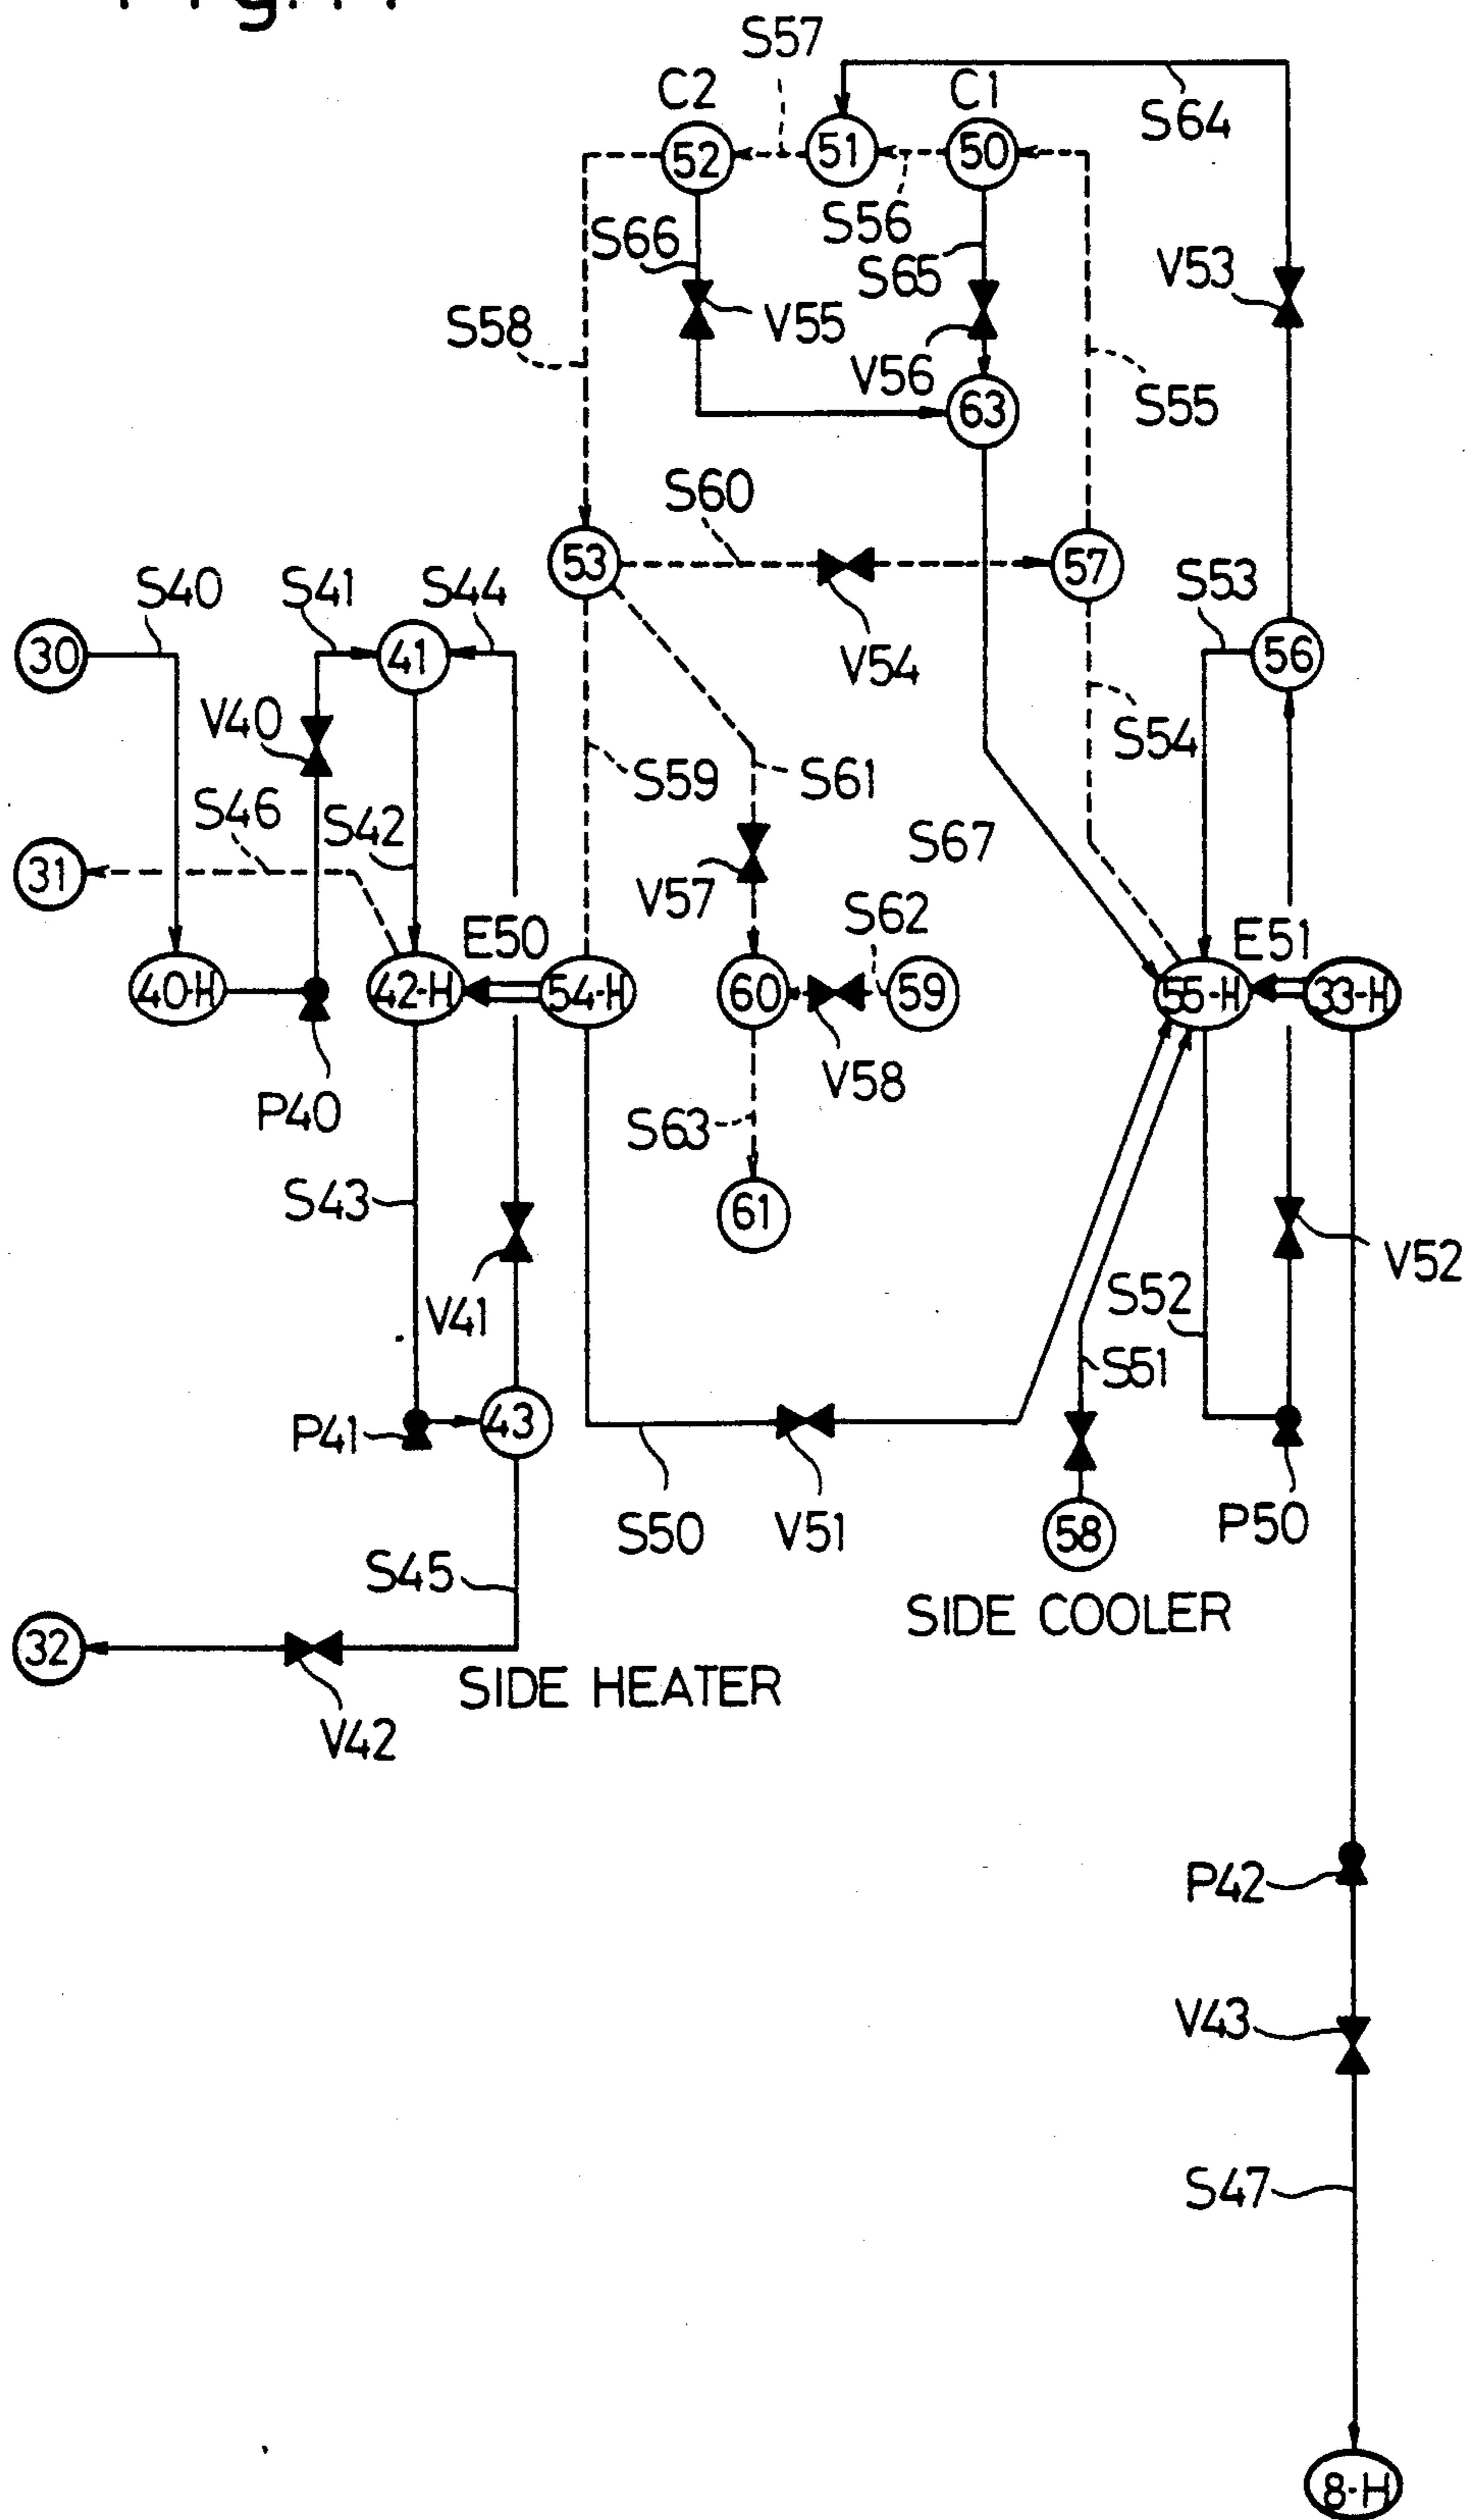 S57
C2
C1
S64
52
51
50
S66
S56
S65
V53
S58
V55
V56
S55
63
S60
53
57
S40
S41
S44
S53
30
41
56
V54
V40
S54
S59
S61
S46
S42
S67
31
V57
S62
E50
E51
40-H
42-H
54-H
60
59
55-H
33-H
V58
P40
S63
S43
61
V52
S52
V41
S51
P41
43
S50
V51
58
P50
S45
SIDE COOLER
32
SIDE HEATER
V42
P42
V43
S47
8-H